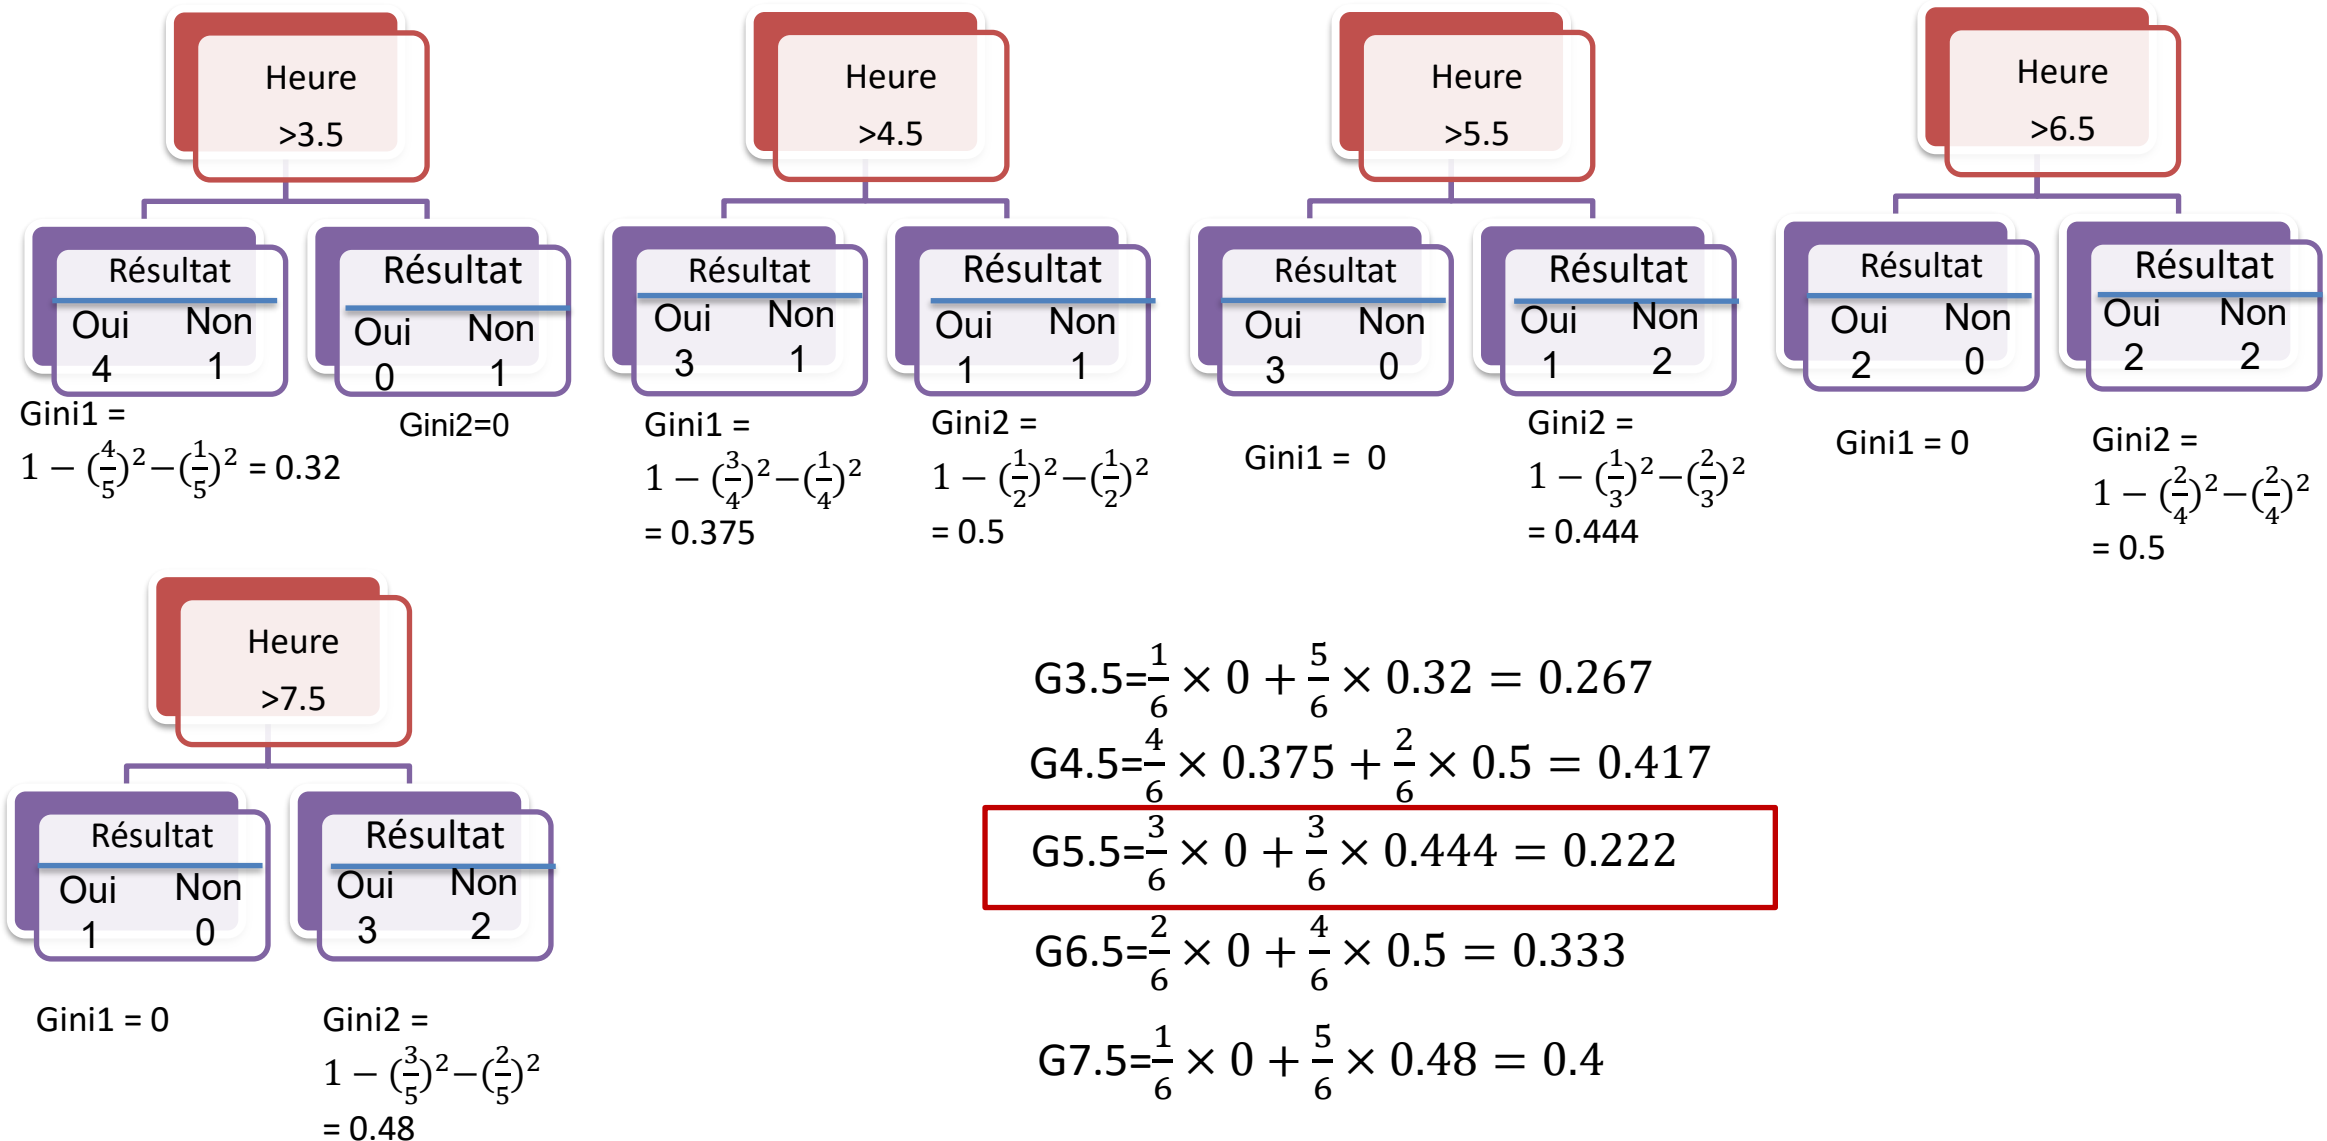 Heure
>3.5
Résultat
Oui Non
4 1
Résultat
Oui Non
0 1
Gini1 =
1 − (4/5)² − (1/5)² = 0.32
Gini2=0
Heure
>4.5
Résultat
Oui Non
3 1
Résultat
Oui Non
1 1
Gini1 =
1 − (3/4)² − (1/4)²
= 0.375
Gini2 =
1 − (1/2)² − (1/2)²
= 0.5
Heure
>5.5
Résultat
Oui Non
3 0
Résultat
Oui Non
1 2
Gini1 = 0
Gini2 =
1 − (1/3)² − (2/3)²
= 0.444
Heure
>6.5
Résultat
Oui Non
2 0
Résultat
Oui Non
2 2
Gini1 = 0
Gini2 =
1 − (2/4)² − (2/4)²
= 0.5
Heure
>7.5
Résultat
Oui Non
1 0
Résultat
Oui Non
3 2
Gini1 = 0
Gini2 =
1 − (3/5)² − (2/5)²
= 0.48
G3.5=1/6 × 0 + 5/6 × 0.32 = 0.267
G4.5=4/6 × 0.375 + 2/6 × 0.5 = 0.417
G5.5=3/6 × 0 + 3/6 × 0.444 = 0.222
G6.5=2/6 × 0 + 4/6 × 0.5 = 0.333
G7.5=1/6 × 0 + 5/6 × 0.48 = 0.4